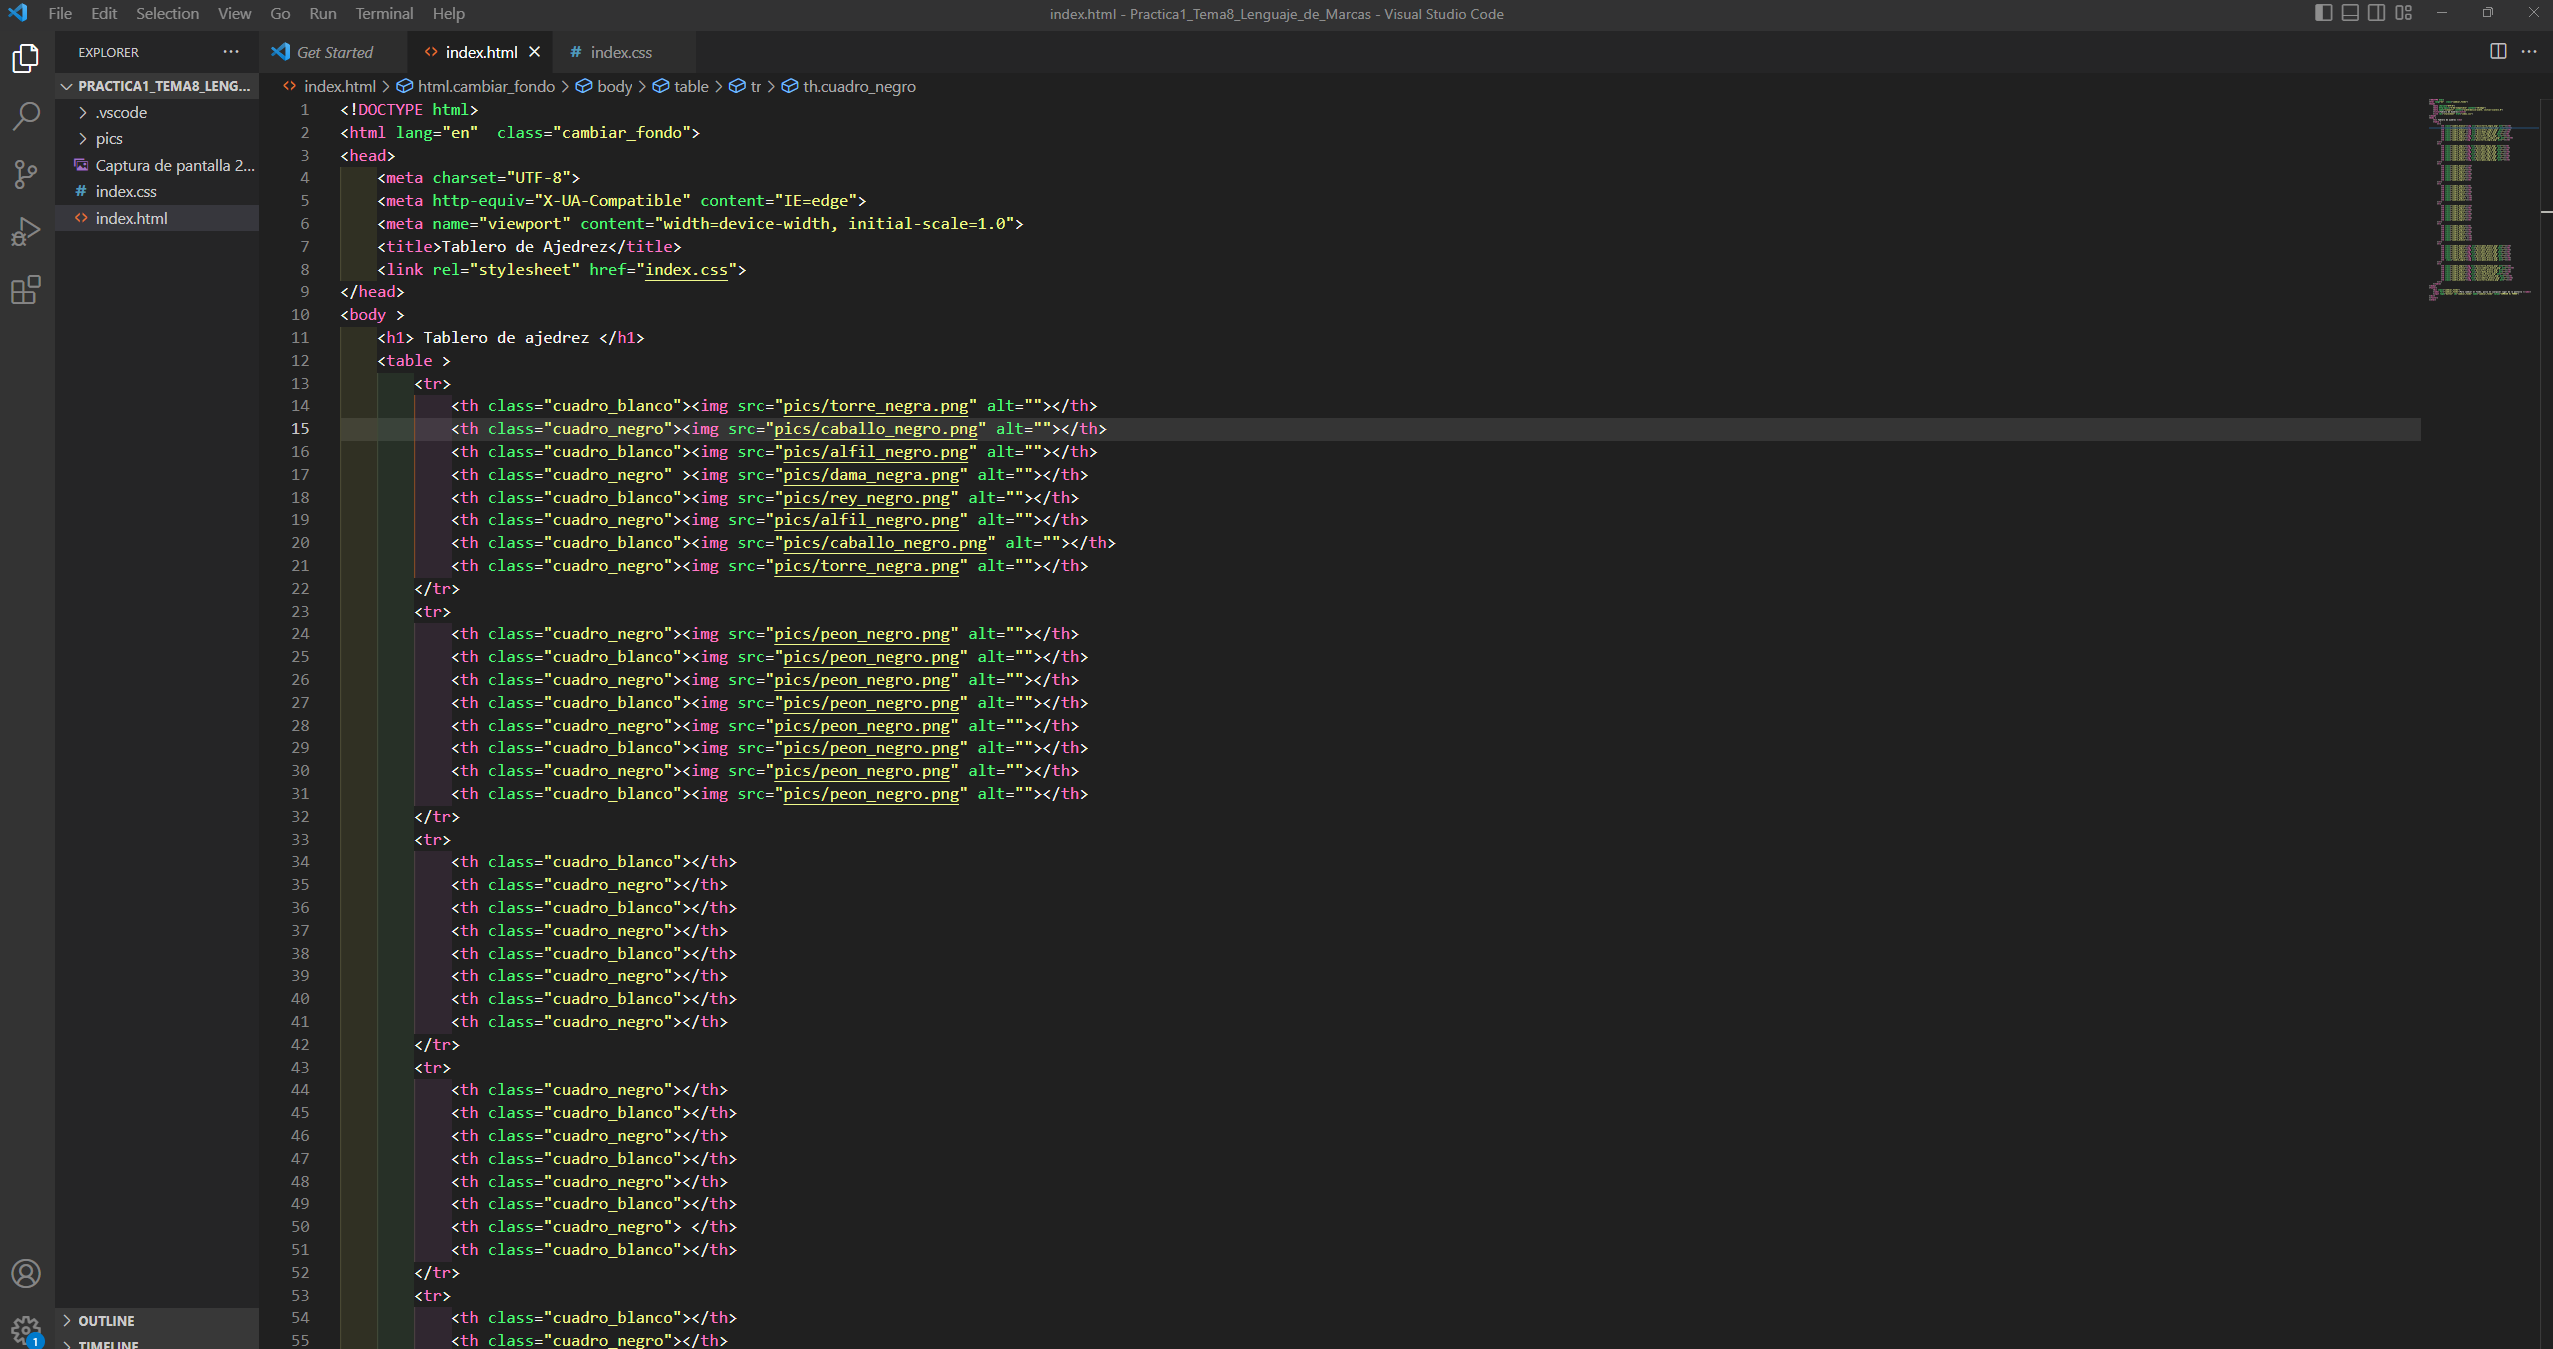 File Edit Selection View Go Run Terminal Help
index.html - Practica1_Tema8_Lenguaje_de_Marcas - Visual Studio Code
EXPLORER
PRACTICA1_TEMA8_LENG...
.vscode
pics
Captura de pantalla 2...
# index.css
<> index.html
OUTLINE
TIMELINE
1
Get Started
<> index.html
# index.css
<> index.html > html.cambiar_fondo > body > table > tr > th.cuadro_negro
1 <!DOCTYPE html>
2 <html lang="en"  class="cambiar_fondo">
3 <head>
4     <meta charset="UTF-8">
5     <meta http-equiv="X-UA-Compatible" content="IE=edge">
6     <meta name="viewport" content="width=device-width, initial-scale=1.0">
7     <title>Tablero de Ajedrez</title>
8     <link rel="stylesheet" href="index.css">
9 </head>
10 <body >
11     <h1> Tablero de ajedrez </h1>
12     <table >
13         <tr>
14             <th class="cuadro_blanco"><img src="pics/torre_negra.png" alt=""></th>
15             <th class="cuadro_negro"><img src="pics/caballo_negro.png" alt=""></th>
16             <th class="cuadro_blanco"><img src="pics/alfil_negro.png" alt=""></th>
17             <th class="cuadro_negro" ><img src="pics/dama_negra.png" alt=""></th>
18             <th class="cuadro_blanco"><img src="pics/rey_negro.png" alt=""></th>
19             <th class="cuadro_negro"><img src="pics/alfil_negro.png" alt=""></th>
20             <th class="cuadro_blanco"><img src="pics/caballo_negro.png" alt=""></th>
21             <th class="cuadro_negro"><img src="pics/torre_negra.png" alt=""></th>
22         </tr>
23         <tr>
24             <th class="cuadro_negro"><img src="pics/peon_negro.png" alt=""></th>
25             <th class="cuadro_blanco"><img src="pics/peon_negro.png" alt=""></th>
26             <th class="cuadro_negro"><img src="pics/peon_negro.png" alt=""></th>
27             <th class="cuadro_blanco"><img src="pics/peon_negro.png" alt=""></th>
28             <th class="cuadro_negro"><img src="pics/peon_negro.png" alt=""></th>
29             <th class="cuadro_blanco"><img src="pics/peon_negro.png" alt=""></th>
30             <th class="cuadro_negro"><img src="pics/peon_negro.png" alt=""></th>
31             <th class="cuadro_blanco"><img src="pics/peon_negro.png" alt=""></th>
32         </tr>
33         <tr>
34             <th class="cuadro_blanco"></th>
35             <th class="cuadro_negro"></th>
36             <th class="cuadro_blanco"></th>
37             <th class="cuadro_negro"></th>
38             <th class="cuadro_blanco"></th>
39             <th class="cuadro_negro"></th>
40             <th class="cuadro_blanco"></th>
41             <th class="cuadro_negro"></th>
42         </tr>
43         <tr>
44             <th class="cuadro_negro"></th>
45             <th class="cuadro_blanco"></th>
46             <th class="cuadro_negro"></th>
47             <th class="cuadro_blanco"></th>
48             <th class="cuadro_negro"></th>
49             <th class="cuadro_blanco"></th>
50             <th class="cuadro_negro"> </th>
51             <th class="cuadro_blanco"></th>
52         </tr>
53         <tr>
54             <th class="cuadro_blanco"></th>
55             <th class="cuadro_negro"></th>